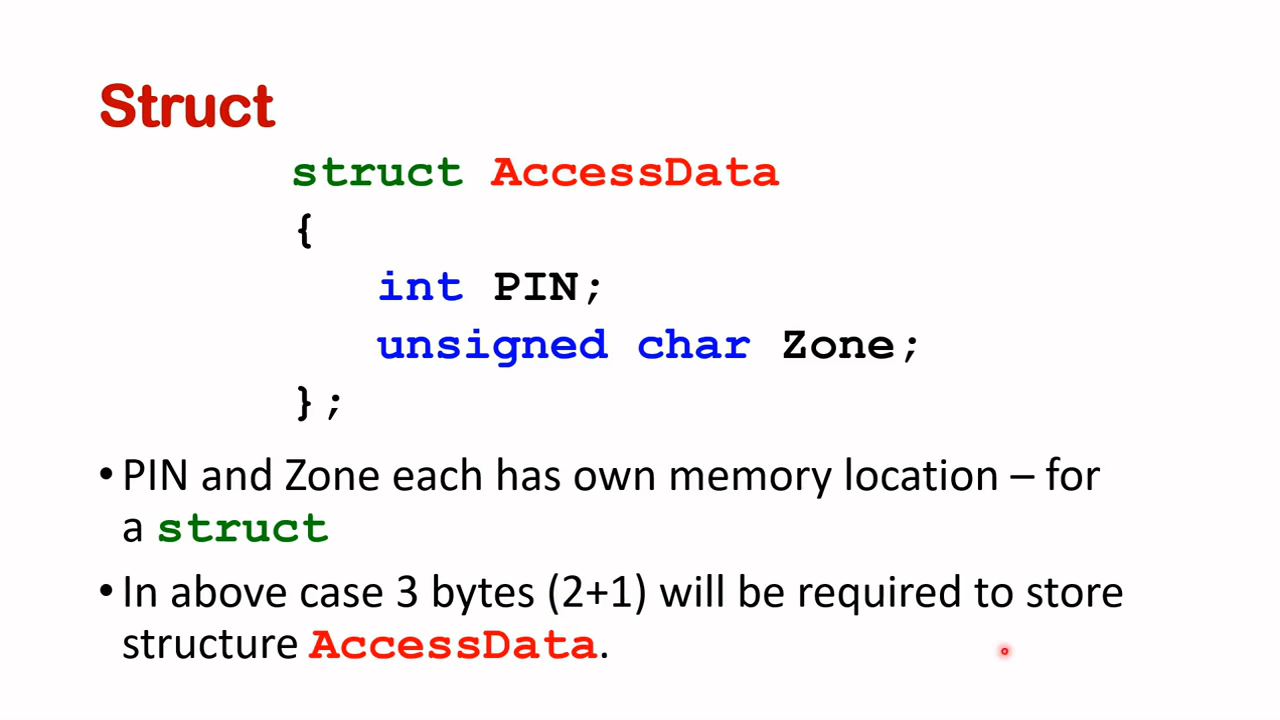 Struct
struct AccessData
{
int PIN;
unsigned char Zone;
};
•PIN and Zone each has own memory location – for
a struct
•In above case 3 bytes (2+1) will be required to store
structure AccessData.